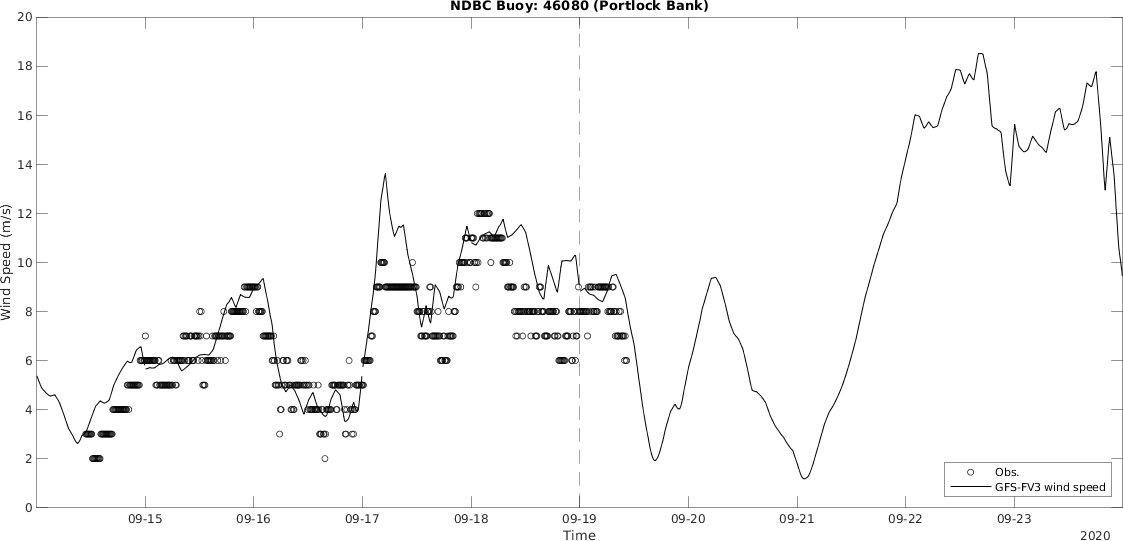 NDBC Buoy: 46080 (Portlock Bank)
20
18
16
14
12
10
8
6
4
2
0
Wind Speed (m/s)
09-15 09-16 09-17 09-18 09-19 09-20 09-21 09-22 09-23
Time
2020
Obs.
GFS-FV3 wind speed